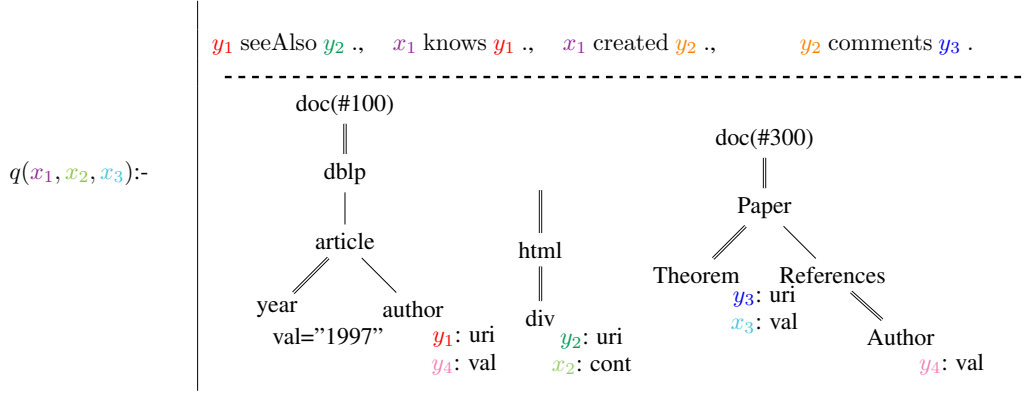 y₁ seeAlso y₂ ., x₁ knows y₁ ., x₁ created y₂ ., y₂ comments y₃ .
q(x₁, x₂, x₃):-
doc(#100)
dblp
article
year
val="1997"
author
y₁: uri
y₄: val
html
div
y₂: uri
x₂: cont
doc(#300)
Paper
Theorem
y₃: uri
x₃: val
References
Author
y₄: val